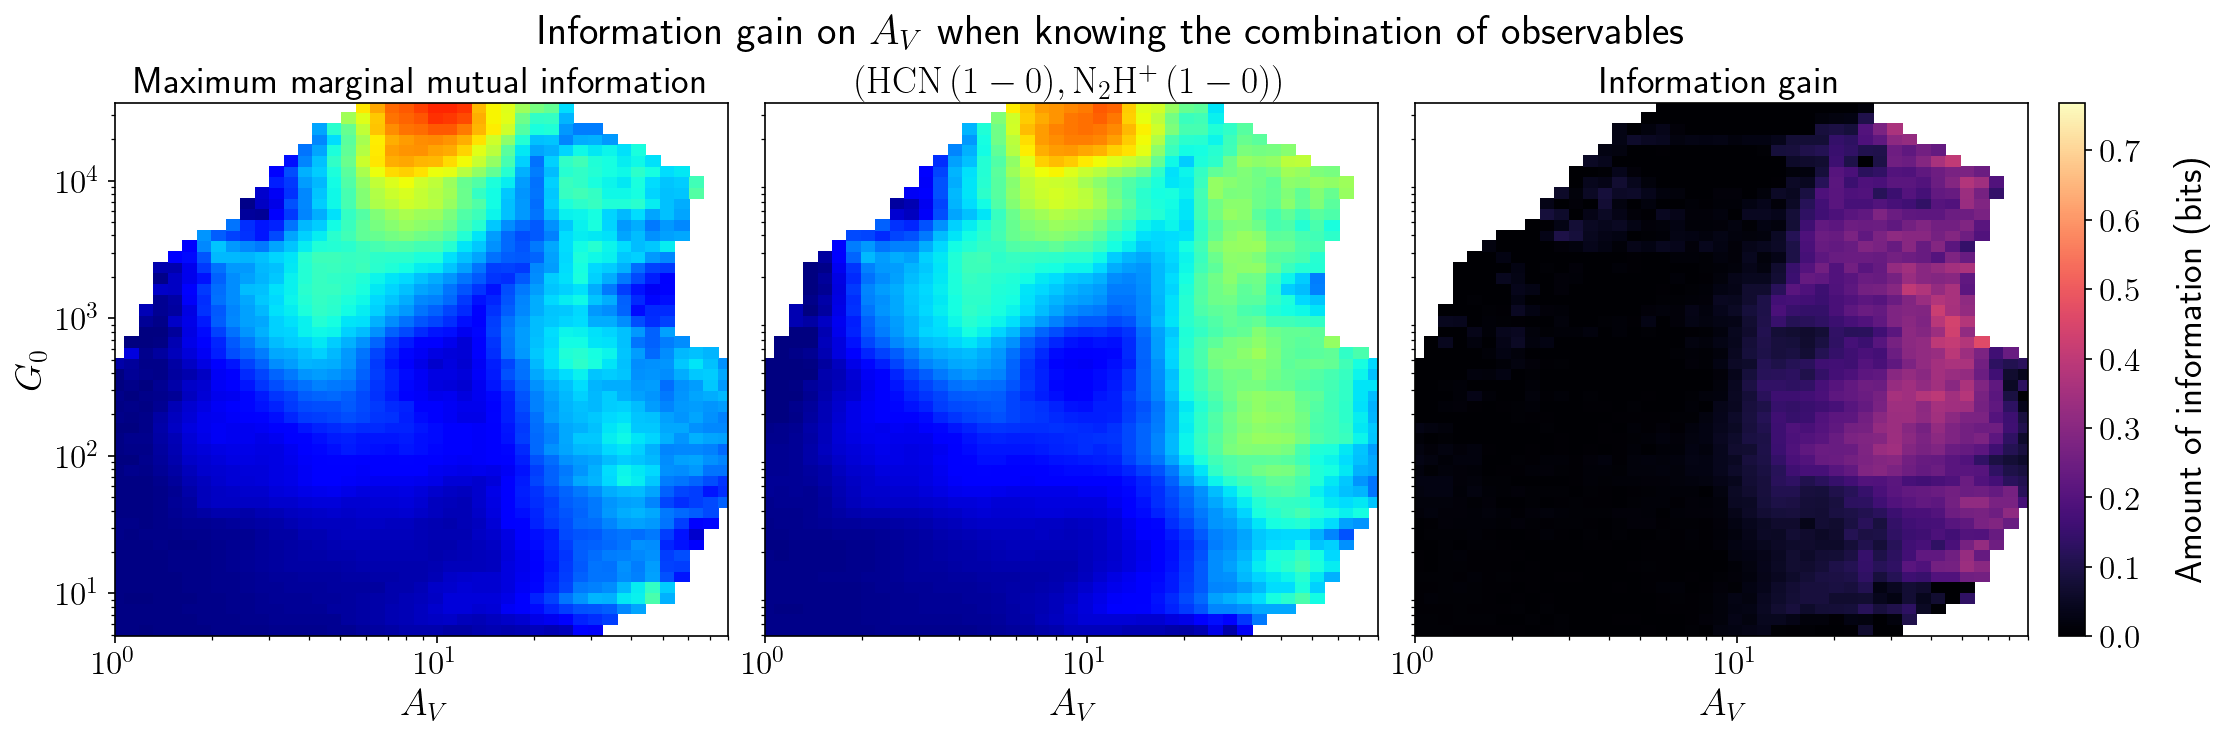 Information gain on A_V when knowing the combination of observables
Maximum marginal mutual information
(HCN (1 − 0), N₂H⁺ (1 − 0))
Information gain
G₀
10⁴
10³
10²
10¹
10⁰
10¹
A_V
10⁰
10¹
A_V
10⁰
10¹
A_V
0.7
0.6
0.5
0.4
0.3
0.2
0.1
0.0
Amount of information (bits)